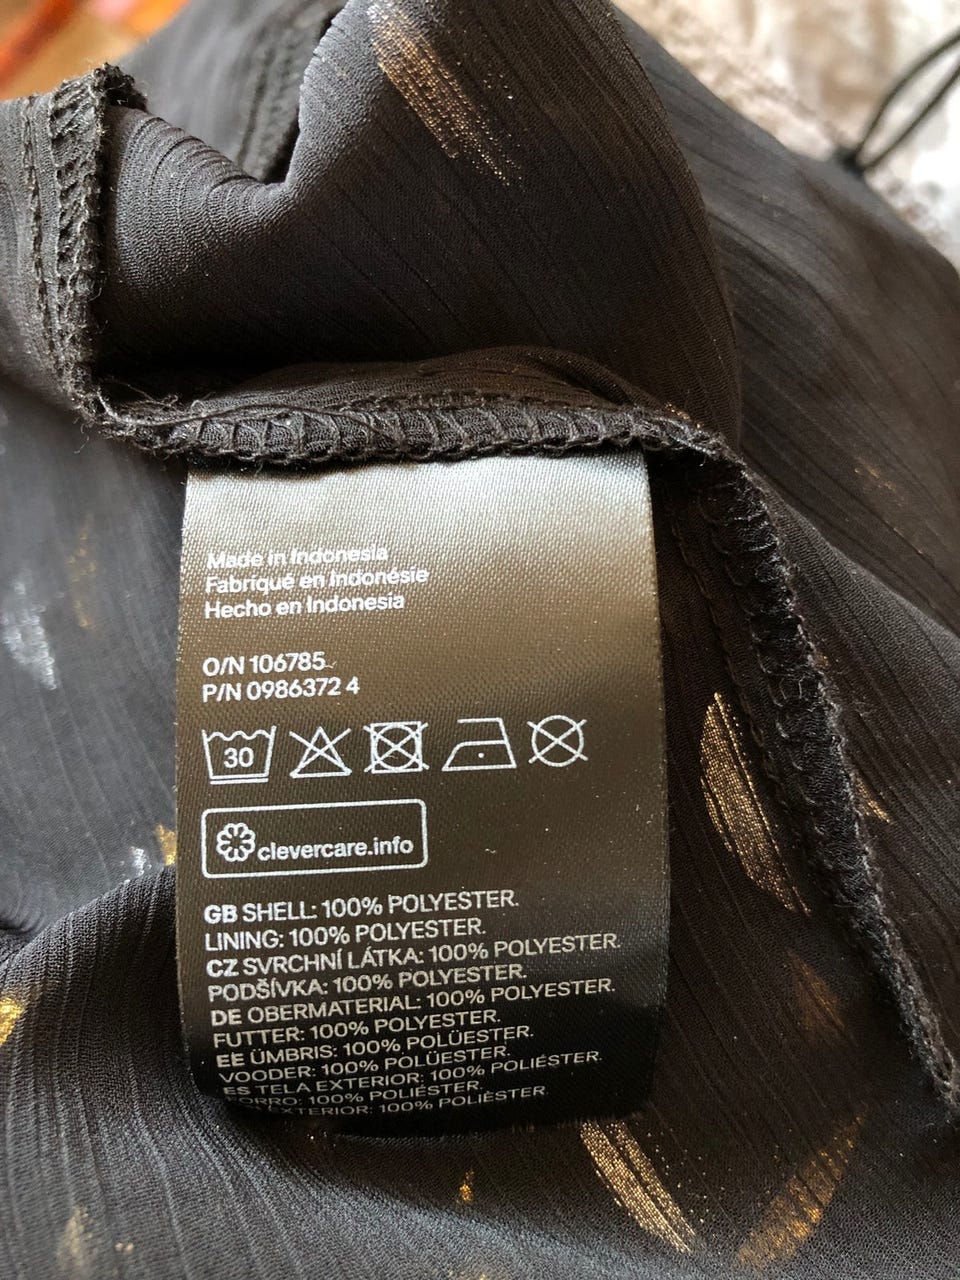 Made in Indonesia
Fabriqué en Indonésie
Hecho en Indonesia
O/N 106785
P/N 0986372 4
30
clevercare.info
GB SHELL: 100% POLYESTER.
LINING: 100% POLYESTER.
CZ SVRCHNÍ LÁTKA: 100% POLYESTER.
PODŠÍVKA: 100% POLYESTER.
DE OBERMATERIAL: 100% POLYESTER.
FUTTER: 100% POLYESTER.
EE ÜMBRIS: 100% POLÜESTER.
VOODER: 100% POLÜESTER.
ES TELA EXTERIOR: 100% POLIÉSTER.
FORRO: 100% POLIÉSTER.
EXTERIOR: 100% POLIÈSTER.